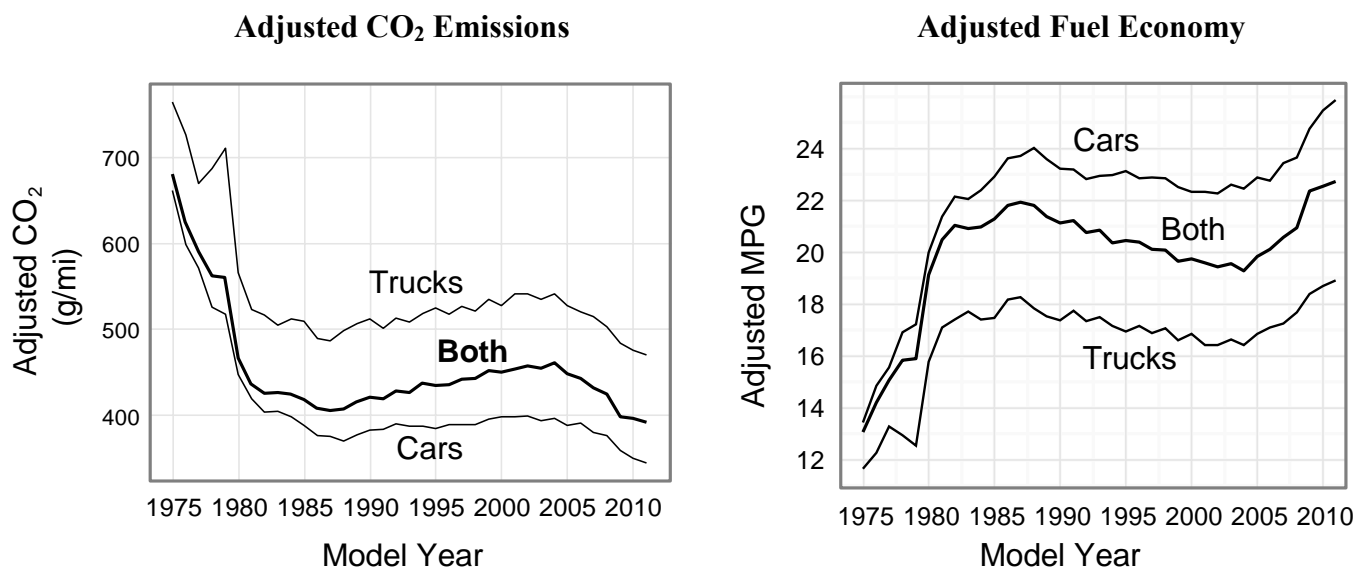 Adjusted CO₂ Emissions
Adjusted CO₂
(g/mi)
700
600
500
400
Trucks
Both
Cars
1975 1980 1985 1990 1995 2000 2005 2010
Model Year
Adjusted Fuel Economy
Adjusted MPG
24
22
20
18
16
14
12
Cars
Both
Trucks
1975 1980 1985 1990 1995 2000 2005 2010
Model Year